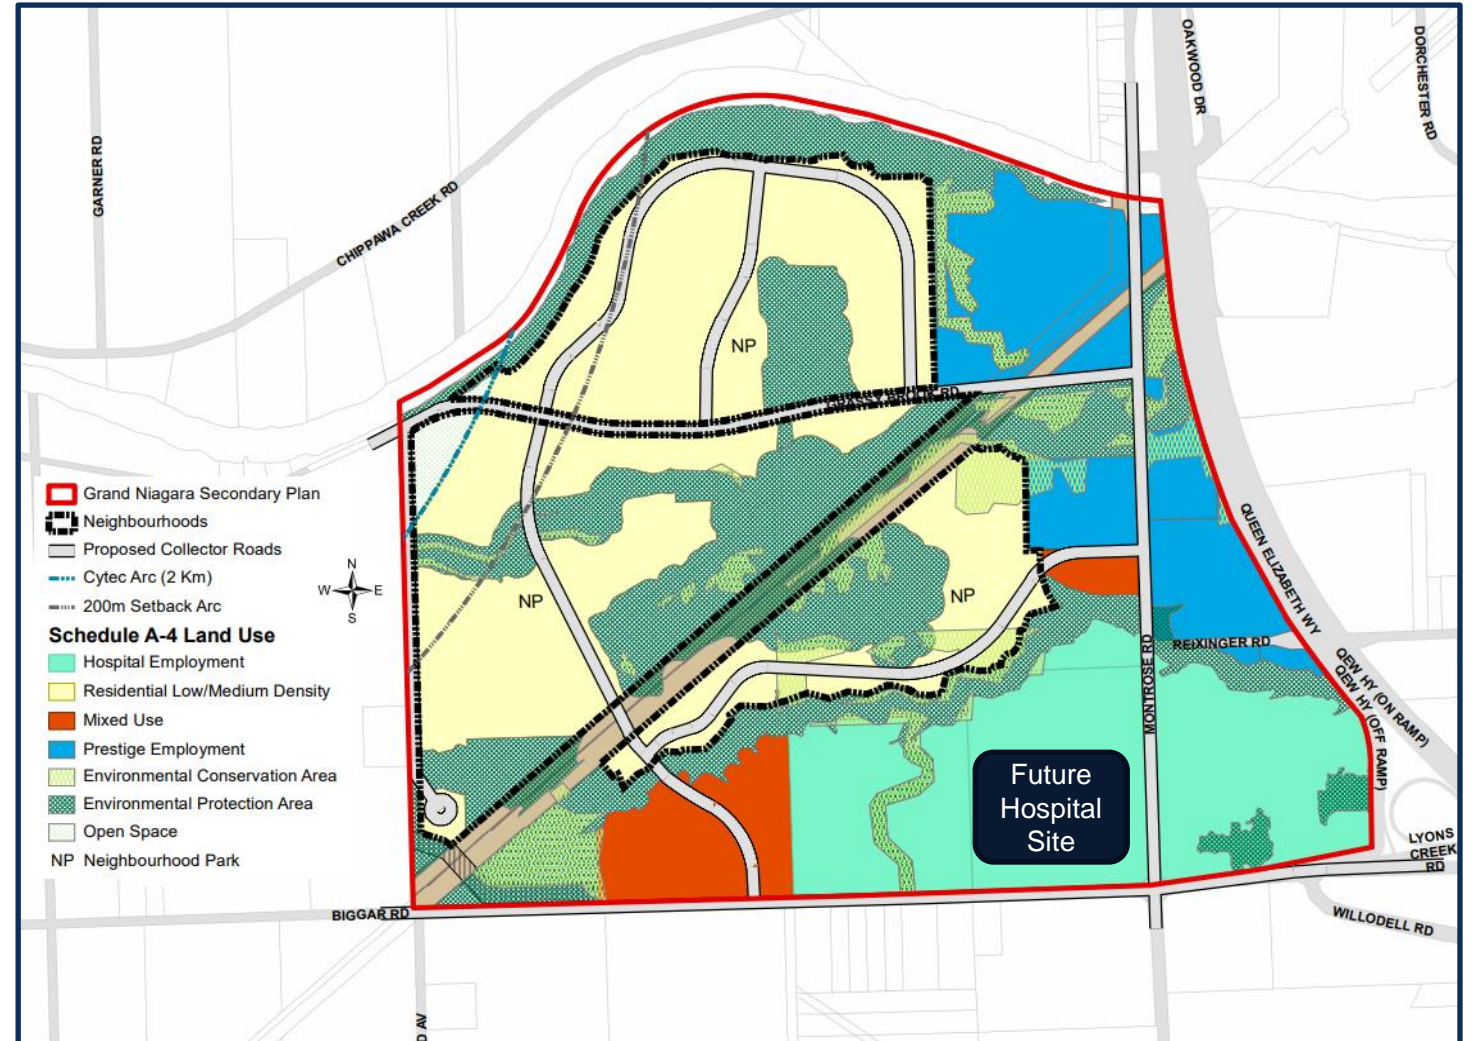 OAKWOOD DR
DORCHESTER RD
GARNER RD
CHIPPAWA CREEK RD
NP
GRASSY BROOK RD
Grand Niagara Secondary Plan
Neighbourhoods
Proposed Collector Roads
Cytec Arc (2 Km)
200m Setback Arc
Schedule A-4 Land Use
Hospital Employment
Residential Low/Medium Density
Mixed Use
Prestige Employment
Environmental Conservation Area
Environmental Protection Area
Open Space
NP Neighbourhood Park
N
W E
S
NP
NP
QUEEN ELIZABETH WY
REIXINGER RD
MONTROSE RD
QEW HY (ON RAMP)
QEW HY (OFF RAMP)
Future
Hospital
Site
LYONS
CREEK
RD
BIGGAR RD
WILLODELL RD
D AV